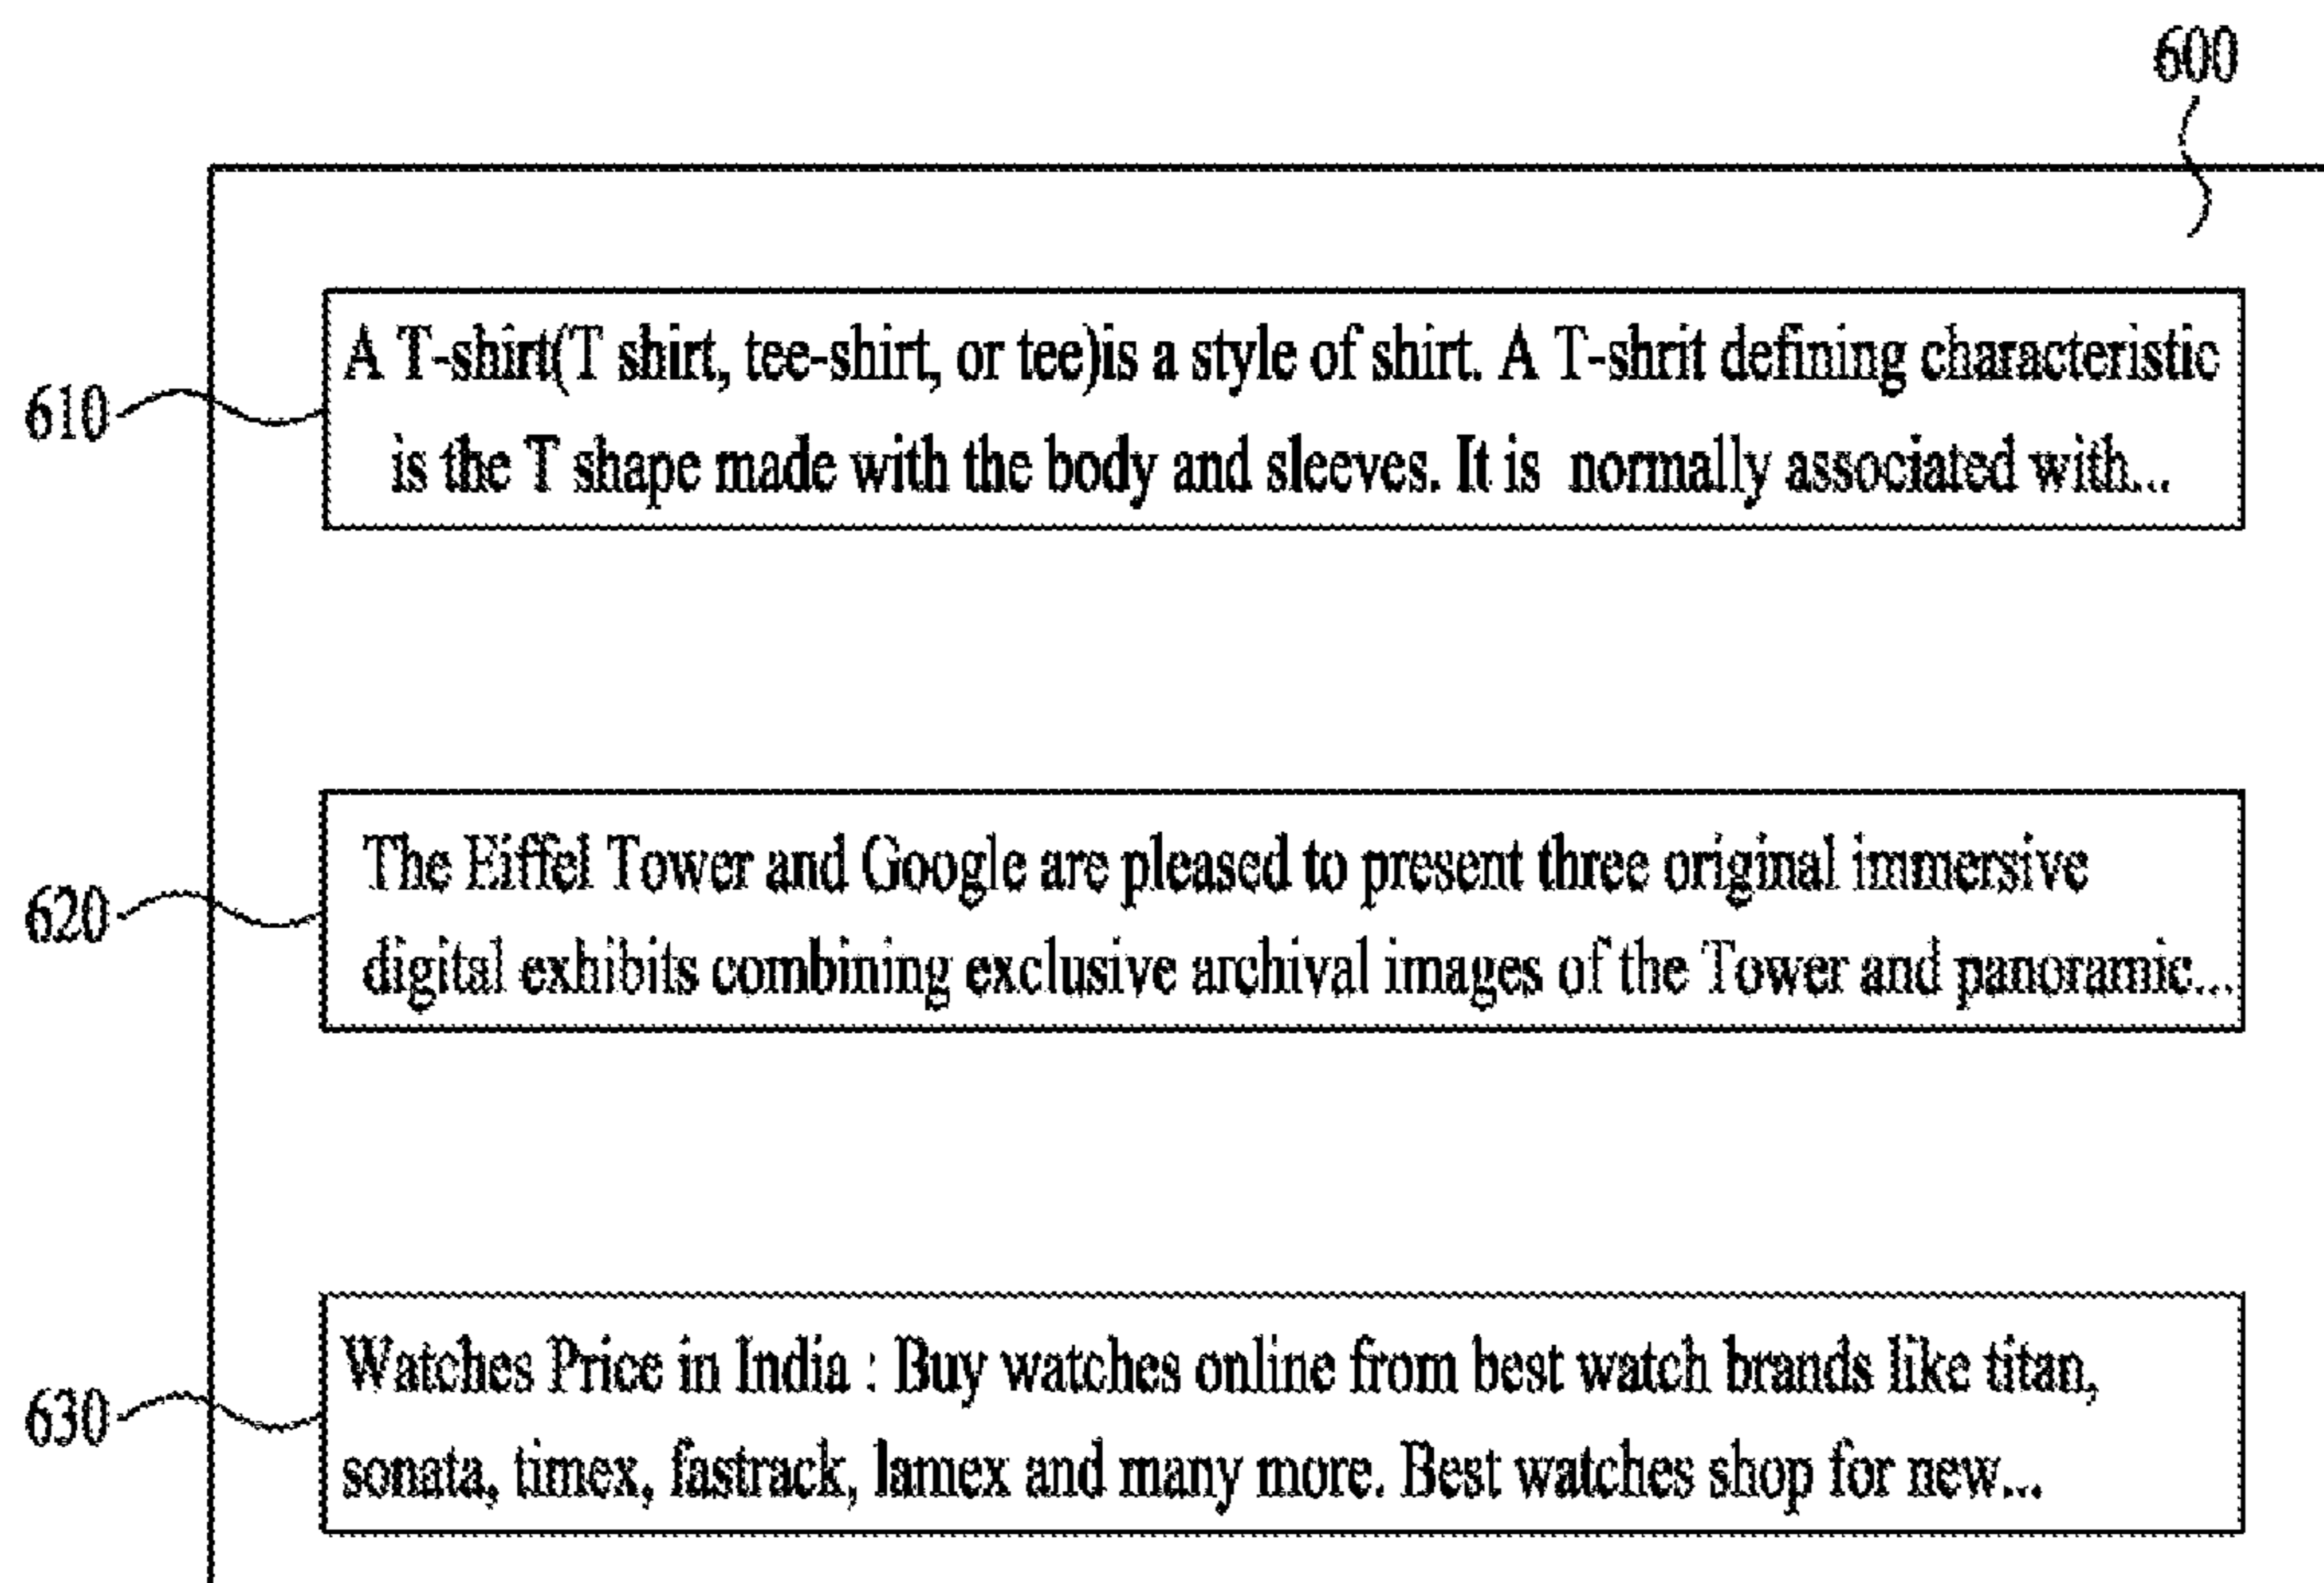 600
610
A T-shirt(T shirt, tee-shirt, or tee)is a style of shirt. A T-shrit defining characteristic
is the T shape made with the body and sleeves. It is normally associated with...
620
The Eiffel Tower and Google are pleased to present three original immersive
digital exhibits combining exclusive archival images of the Tower and panoramic...
630
Watches Price in India : Buy watches online from best watch brands like titan,
sonata, timex, fastrack, lamex and many more. Best watches shop for new...